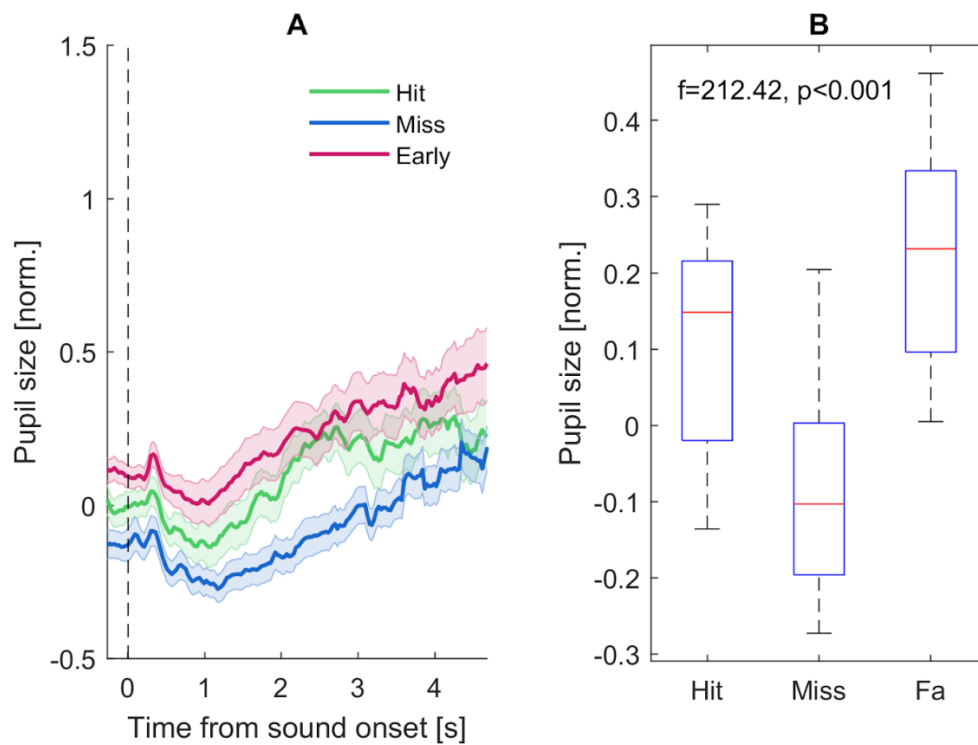 A
1.5
1
0.5
0
-0.5
Pupil size [norm.]
Hit
Miss
Early
0 1 2 3 4
Time from sound onset [s]
B
f=212.42, p<0.001
0.4
0.3
0.2
0.1
0
-0.1
-0.2
-0.3
Pupil size [norm.]
Hit Miss Fa